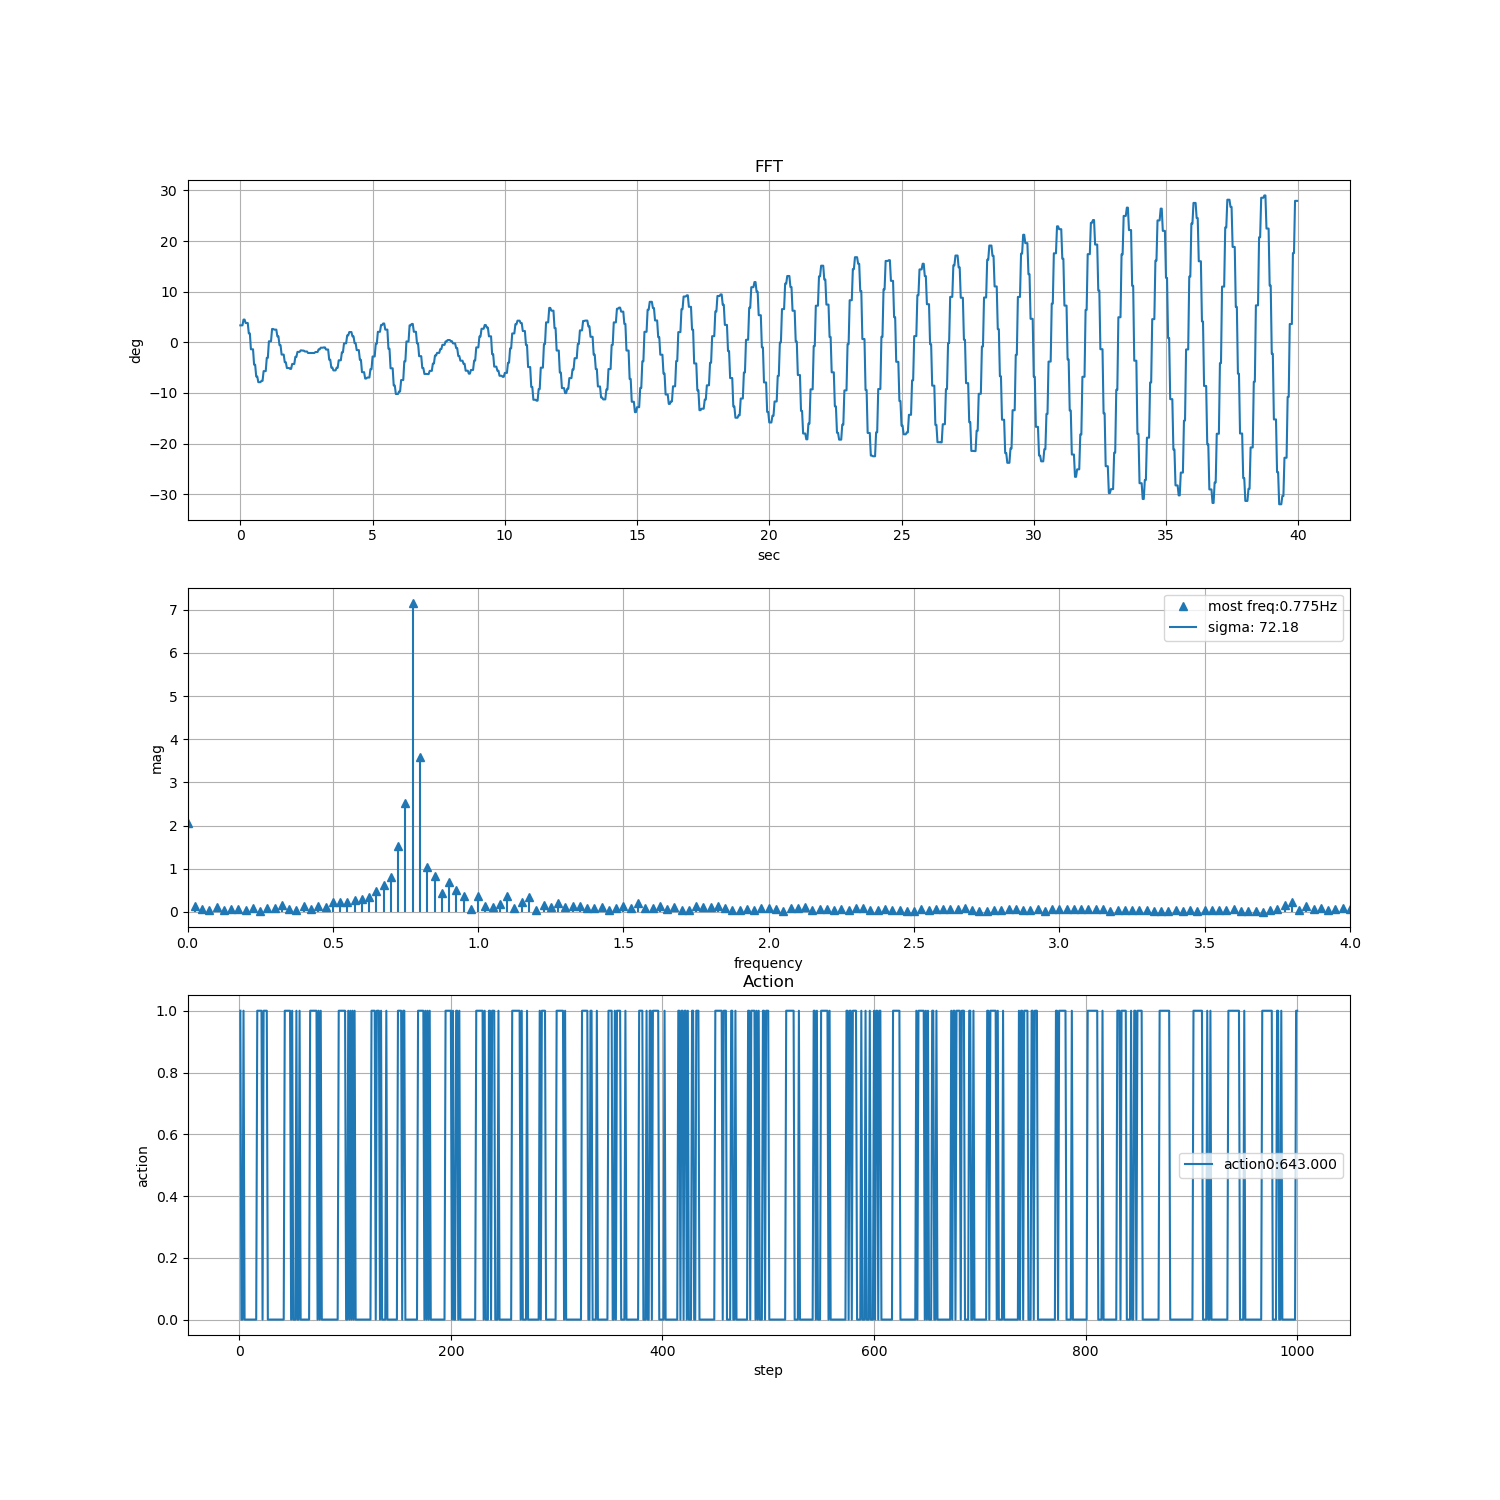 FFT
30
20
10
0
−10
−20
−30
deg
0 5 10 15 20 25 30 35 40
sec
7
6
5
4
3
2
1
0
mag
most freq:0.775Hz
sigma: 72.18
0.0 0.5 1.0 1.5 2.0 2.5 3.0 3.5 4.0
frequency
Action
1.0
0.8
0.6
0.4
0.2
0.0
action
action0:643.000
0 200 400 600 800 1000
step